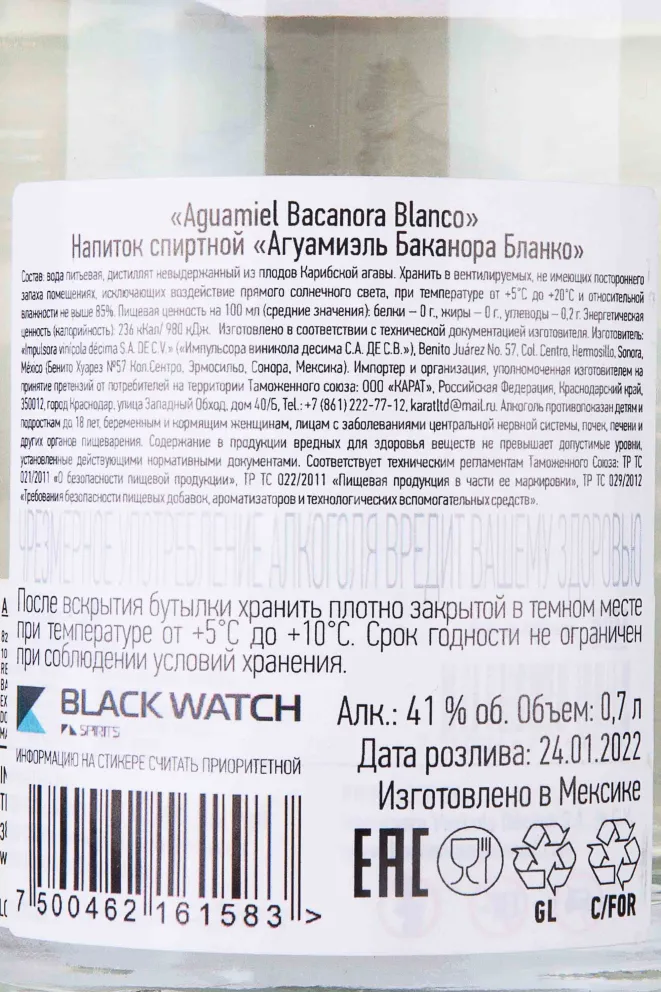 «Aguamiel Bacanora Blanco»
Напиток спиртной «Агуамиэль Баканора Бланко»
Состав: вода питьевая, дистиллят невыдержанный из плодов Карибской агавы. Хранить в вентилируемых, не имеющих постороннего
запаха помещениях, исключающих воздействие прямого солнечного света, при температуре от +5°С до +20°С и относительной
влажности не выше 85%. Пищевая ценность на 100 мл (средние значения): белки – 0 г., жиры – 0 г., углеводы – 0,2 г. Энергетическая
ценность (калорийность): 236 кКал/ 980 кДж. Изготовлено в соответствии с технической документацией изготовителя. Изготовитель:
«Impulsora vinícola décima S.A. DE C.V.» («Импульсора виникола десима С.А. ДЕ С.В.»), Benito Juárez No. 57, Col. Centro, Hermosillo, Sonora,
México (Бенито Хуарез №57 Кол.Сентро, Эрмосильо, Сонора, Мексика). Импортер и организация, уполномоченная изготовителем на
принятие претензий от потребителей на территории Таможенного союза: ООО «КАРАТ», Российская Федерация, Краснодарский край,
350012, город Краснодар, улица Западный Обход, дом 40/Б, Tel.: +7 (861) 222-77-12, karatltd@mail.ru. Алкоголь противопоказан детям и
подросткам до 18 лет, беременным и кормящим женщинам, лицам с заболеваниями центральной нервной системы, почек, печени и
других органов пищеварения. Содержание в продукции вредных для здоровья веществ не превышает допустимые уровни,
установленные действующими нормативными документами. Соответствует техническим регламентам Таможенного Союза: ТР ТС
021/2011 «О безопасности пищевой продукции», ТР ТС 022/2011 «Пищевая продукция в части ее маркировки», ТР ТС 029/2012
«Требования безопасности пищевых добавок, ароматизаторов и технологических вспомогательных средств».
ЧРЕЗМЕРНОЕ УПОТРЕБЛЕНИЕ АЛКОГОЛЯ ВРЕДИТ ВАШЕМУ ЗДОРОВЬЮ
После вскрытия бутылки хранить плотно закрытой в темном месте
при температуре от +5°С до +10°С. Срок годности не ограничен
при соблюдении условий хранения.
BLACK WATCH
SPIRITS
ИНФОРМАЦИЮ НА СТИКЕРЕ СЧИТАТЬ ПРИОРИТЕТНОЙ
Алк.: 41 % об. Объем: 0,7 л
Дата розлива: 24.01.2022
Изготовлено в Мексике
EAC
GL C/FOR
7 500462 161583 >